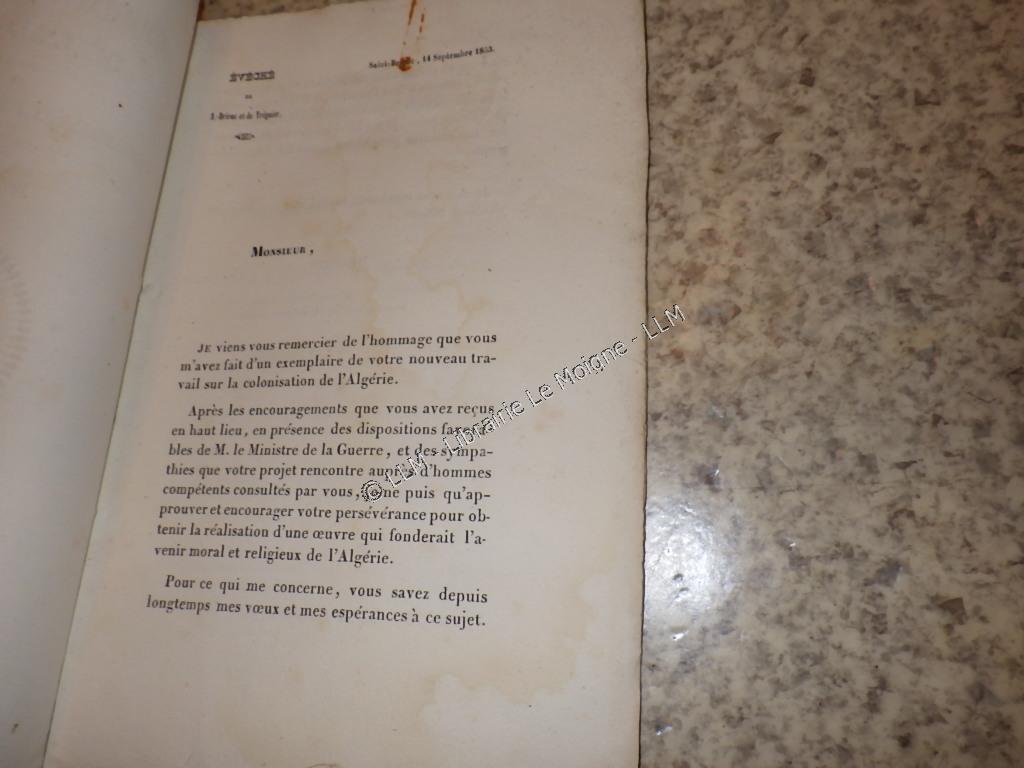 ÉVÊCHÉ
DE
S.-Brieuc et de Tréguier.
14 Septembre 1853.
MONSIEUR,
JE viens vous remercier de l'hommage que vous
m'avez fait d'un exemplaire de votre nouveau tra-
vail sur la colonisation de l'Algérie.
Après les encouragements que vous avez reçus
en haut lieu, en présence des dispositions favora-
bles de M. le Ministre de la Guerre, et des sympa-
thies que votre projet rencontre auprès d'hommes
compétents consultés par vous, je ne puis qu'ap-
prouver et encourager votre persévérance pour ob-
tenir la réalisation d'une œuvre qui fonderait l'a-
venir moral et religieux de l'Algérie.
Pour ce qui me concerne, vous savez depuis
longtemps mes vœux et mes espérances à ce sujet.
© LLM - Librairie Le Moigne - LLM